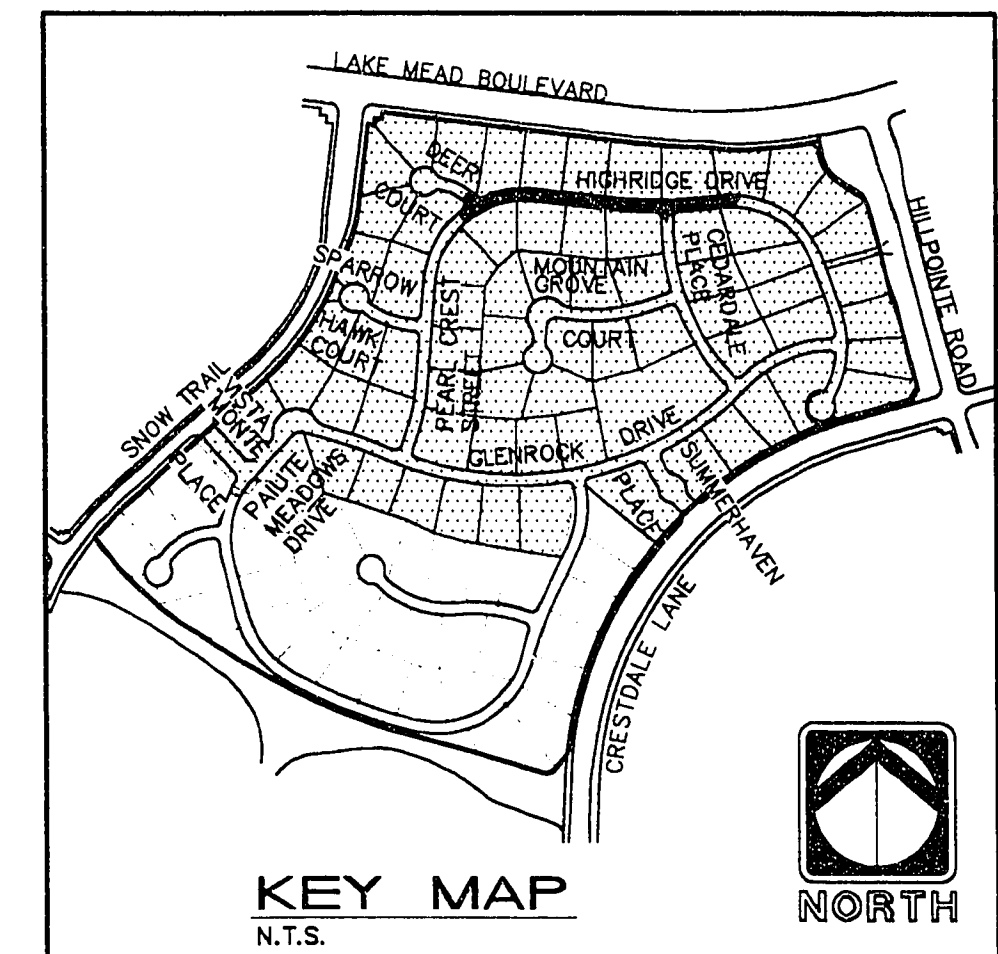 LAKE MEAD BOULEVARD
DEER
COURT
HIGHRIDGE DRIVE
HILLPOINTE ROAD
CEDARDALE
PLACE
SPARROW
HAWK
COURT
MOUNTAIN
GROVE
COURT
PEARL CREST
STREET
SNOW TRAIL
VISTA
MONTE
PLACE
PAIUTE
MEADOWS
DRIVE
GLENROCK DRIVE
SUMMERHAVEN
PLACE
CRESTDALE LANE
KEY MAP
N.T.S.
NORTH